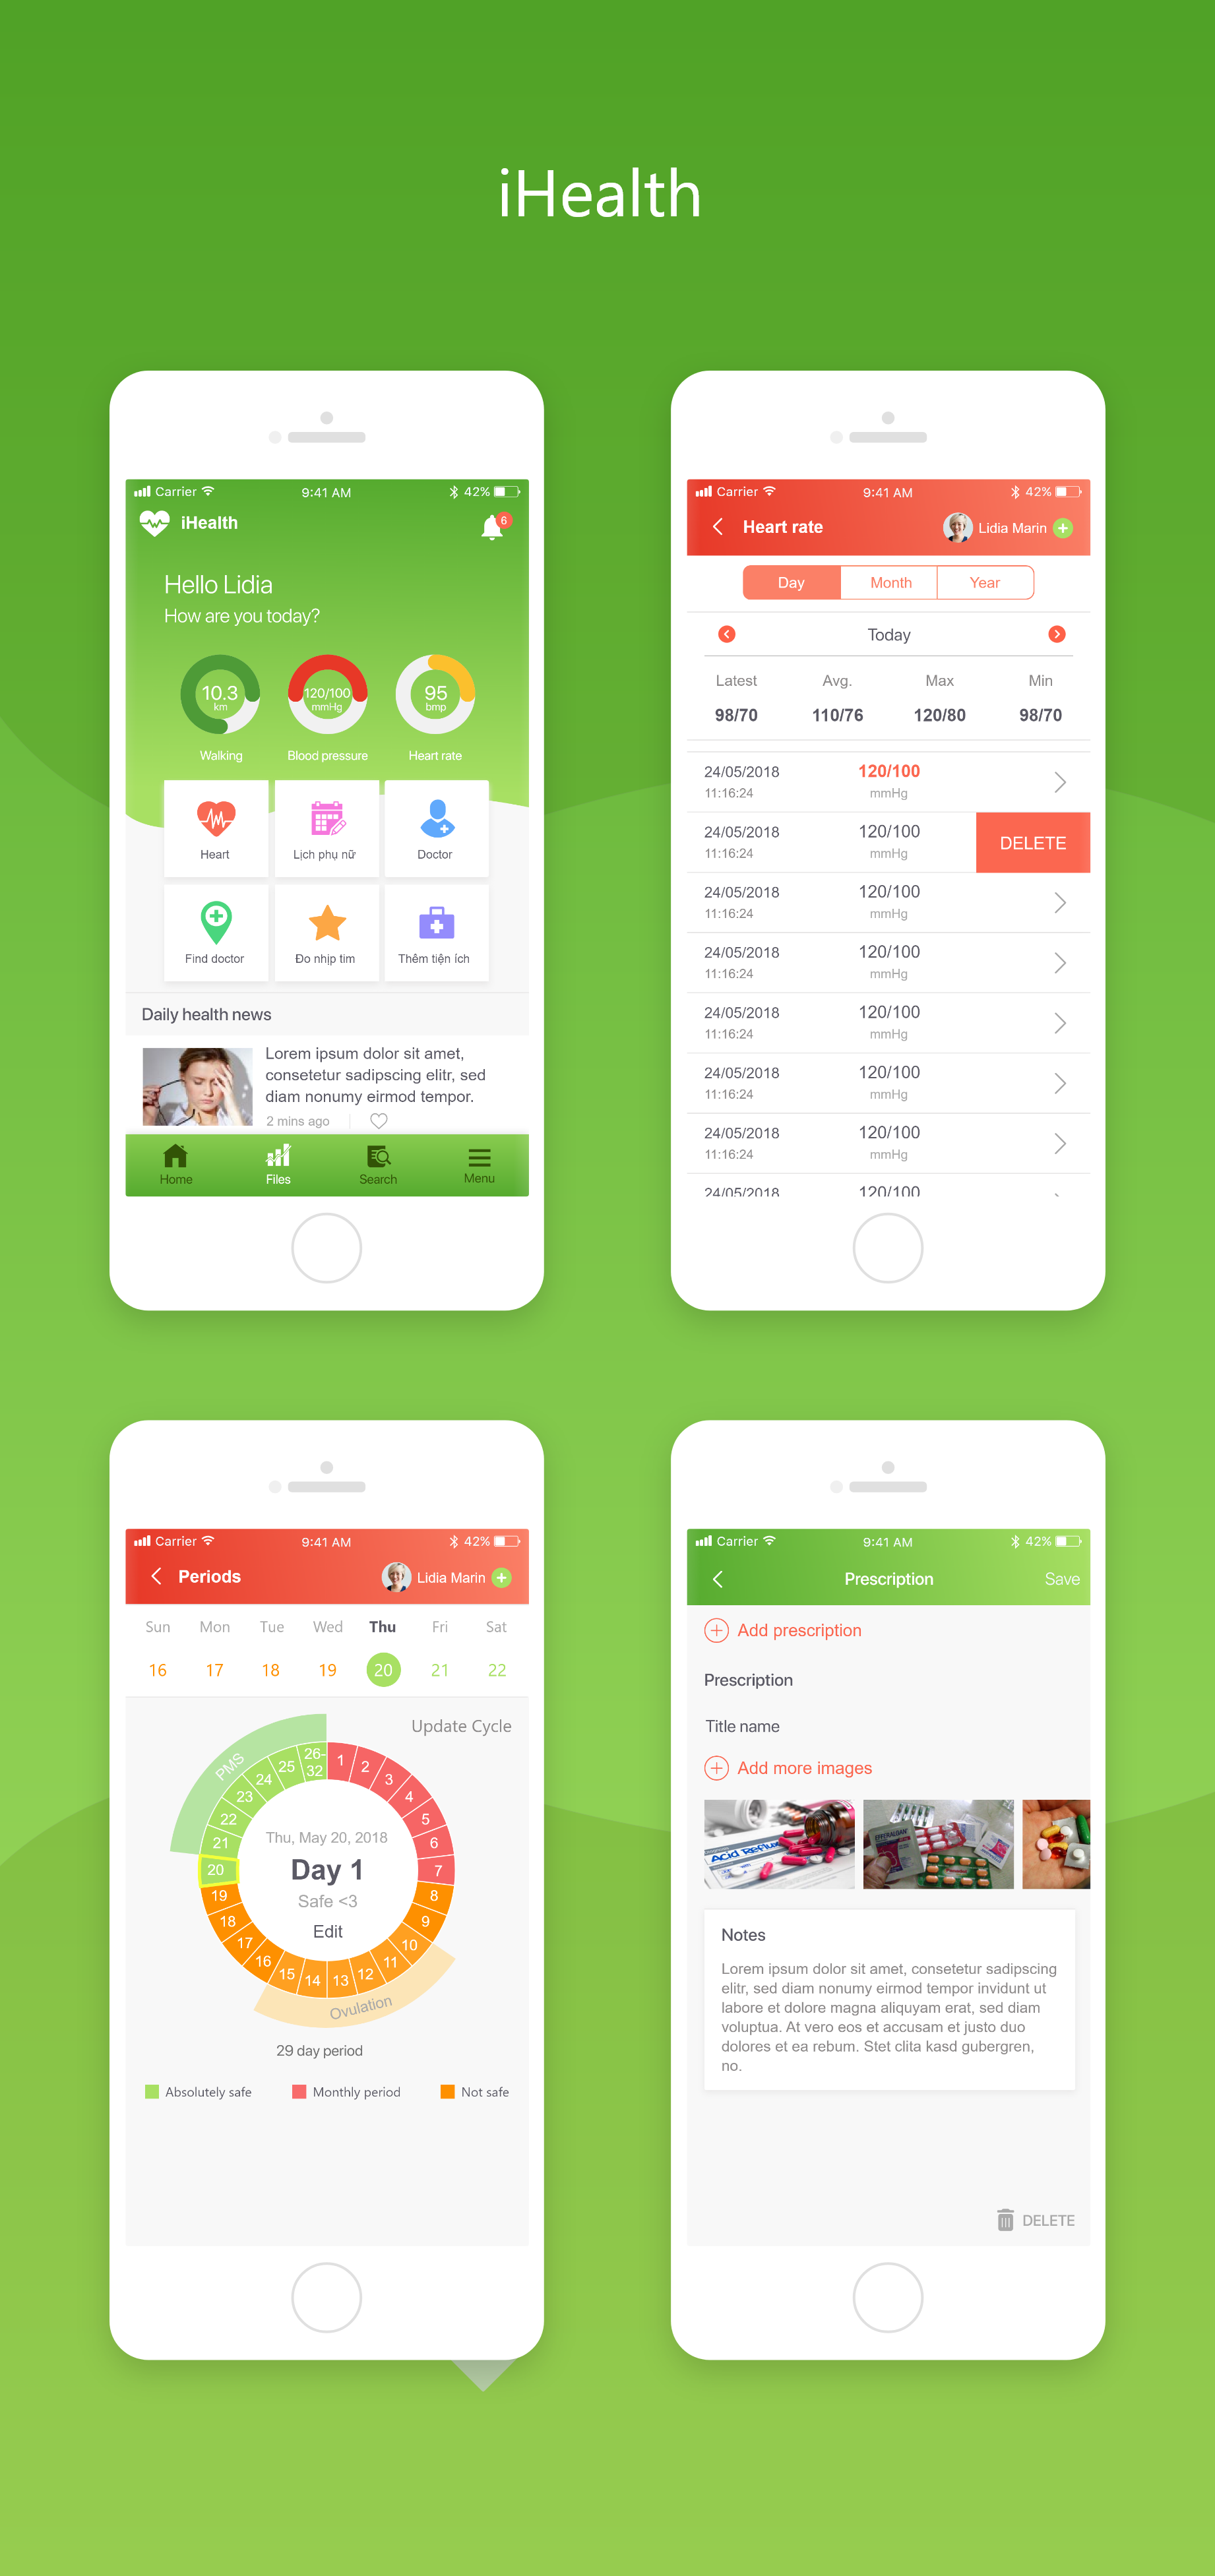 iHealth
Carrier 9:41 AM 42%
iHealth 6
Hello Lidia
How are you today?
10.3 120/100 95
km mmHg bmp
Walking Blood pressure Heart rate
Heart Lịch phụ nữ Doctor
Find doctor Đo nhịp tim Thêm tiện ích
Daily health news
Lorem ipsum dolor sit amet,
consetetur sadipscing elitr, sed
diam nonumy eirmod tempor.
2 mins ago
Home Files Search Menu
Carrier 9:41 AM 42%
Heart rate Lidia Marin
Day Month Year
Today
Latest Avg. Max Min
98/70 110/76 120/80 98/70
24/05/2018 120/100
11:16:24 mmHg
24/05/2018 120/100 DELETE
11:16:24 mmHg
24/05/2018 120/100
11:16:24 mmHg
24/05/2018 120/100
11:16:24 mmHg
24/05/2018 120/100
11:16:24 mmHg
24/05/2018 120/100
11:16:24 mmHg
24/05/2018 120/100
11:16:24 mmHg
24/05/2018 120/100
Carrier 9:41 AM 42%
Periods Lidia Marin
Sun Mon Tue Wed Thu Fri Sat
16 17 18 19 20 21 22
Update Cycle
PMS
1
2
3
4
5
6
7
8
9
10
11
12
13
14
15
16
17
18
19
20
21
22
23
24
25
26-
32
Thu, May 20, 2018
Day 1
Safe <3
Edit
Ovulation
29 day period
Absolutely safe Monthly period Not safe
Carrier 9:41 AM 42%
Prescription Save
Add prescription
Prescription
Title name
Add more images
Acid Reflux
EFFERALGAN
Notes
Lorem ipsum dolor sit amet, consetetur sadipscing
elitr, sed diam nonumy eirmod tempor invidunt ut
labore et dolore magna aliquyam erat, sed diam
voluptua. At vero eos et accusam et justo duo
dolores et ea rebum. Stet clita kasd gubergren,
no.
DELETE